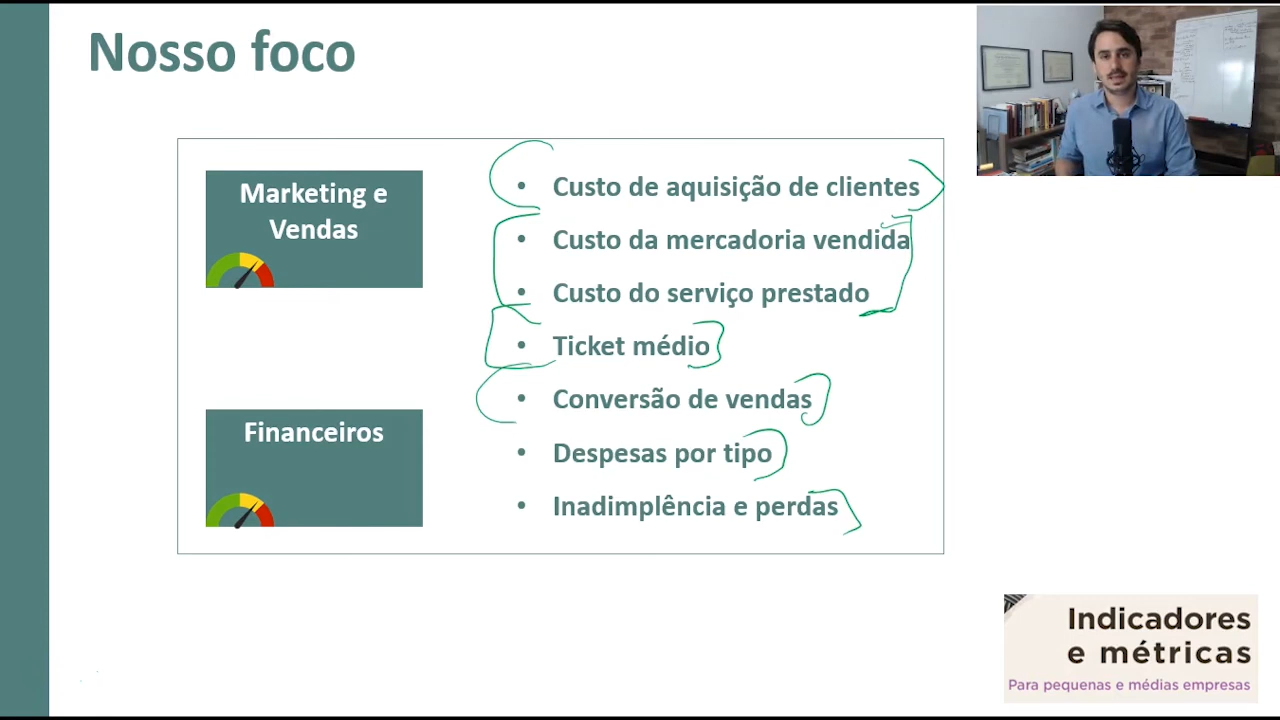 Nosso foco
Marketing e
Vendas
Financeiros
• Custo de aquisição de clientes
• Custo da mercadoria vendida
• Custo do serviço prestado
• Ticket médio
• Conversão de vendas
• Despesas por tipo
• Inadimplência e perdas
Indicadores
e métricas
Para pequenas e médias empresas